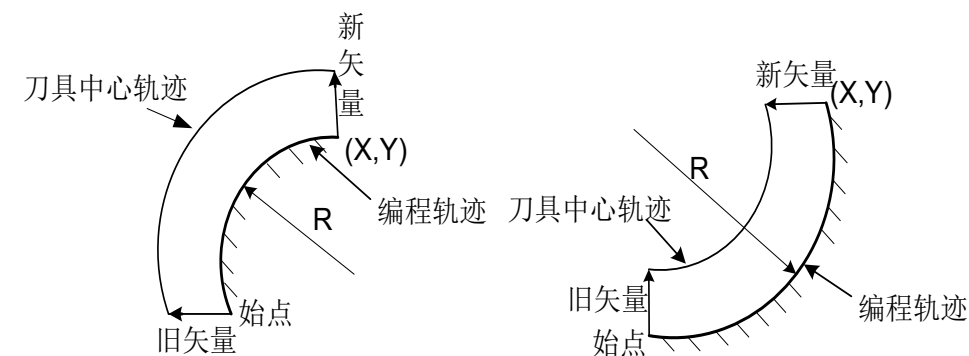 新
矢
量
刀具中心轨迹
(X,Y)
R
编程轨迹
旧矢量
始点
新矢量
(X,Y)
R
刀具中心轨迹
旧矢量
始点
编程轨迹